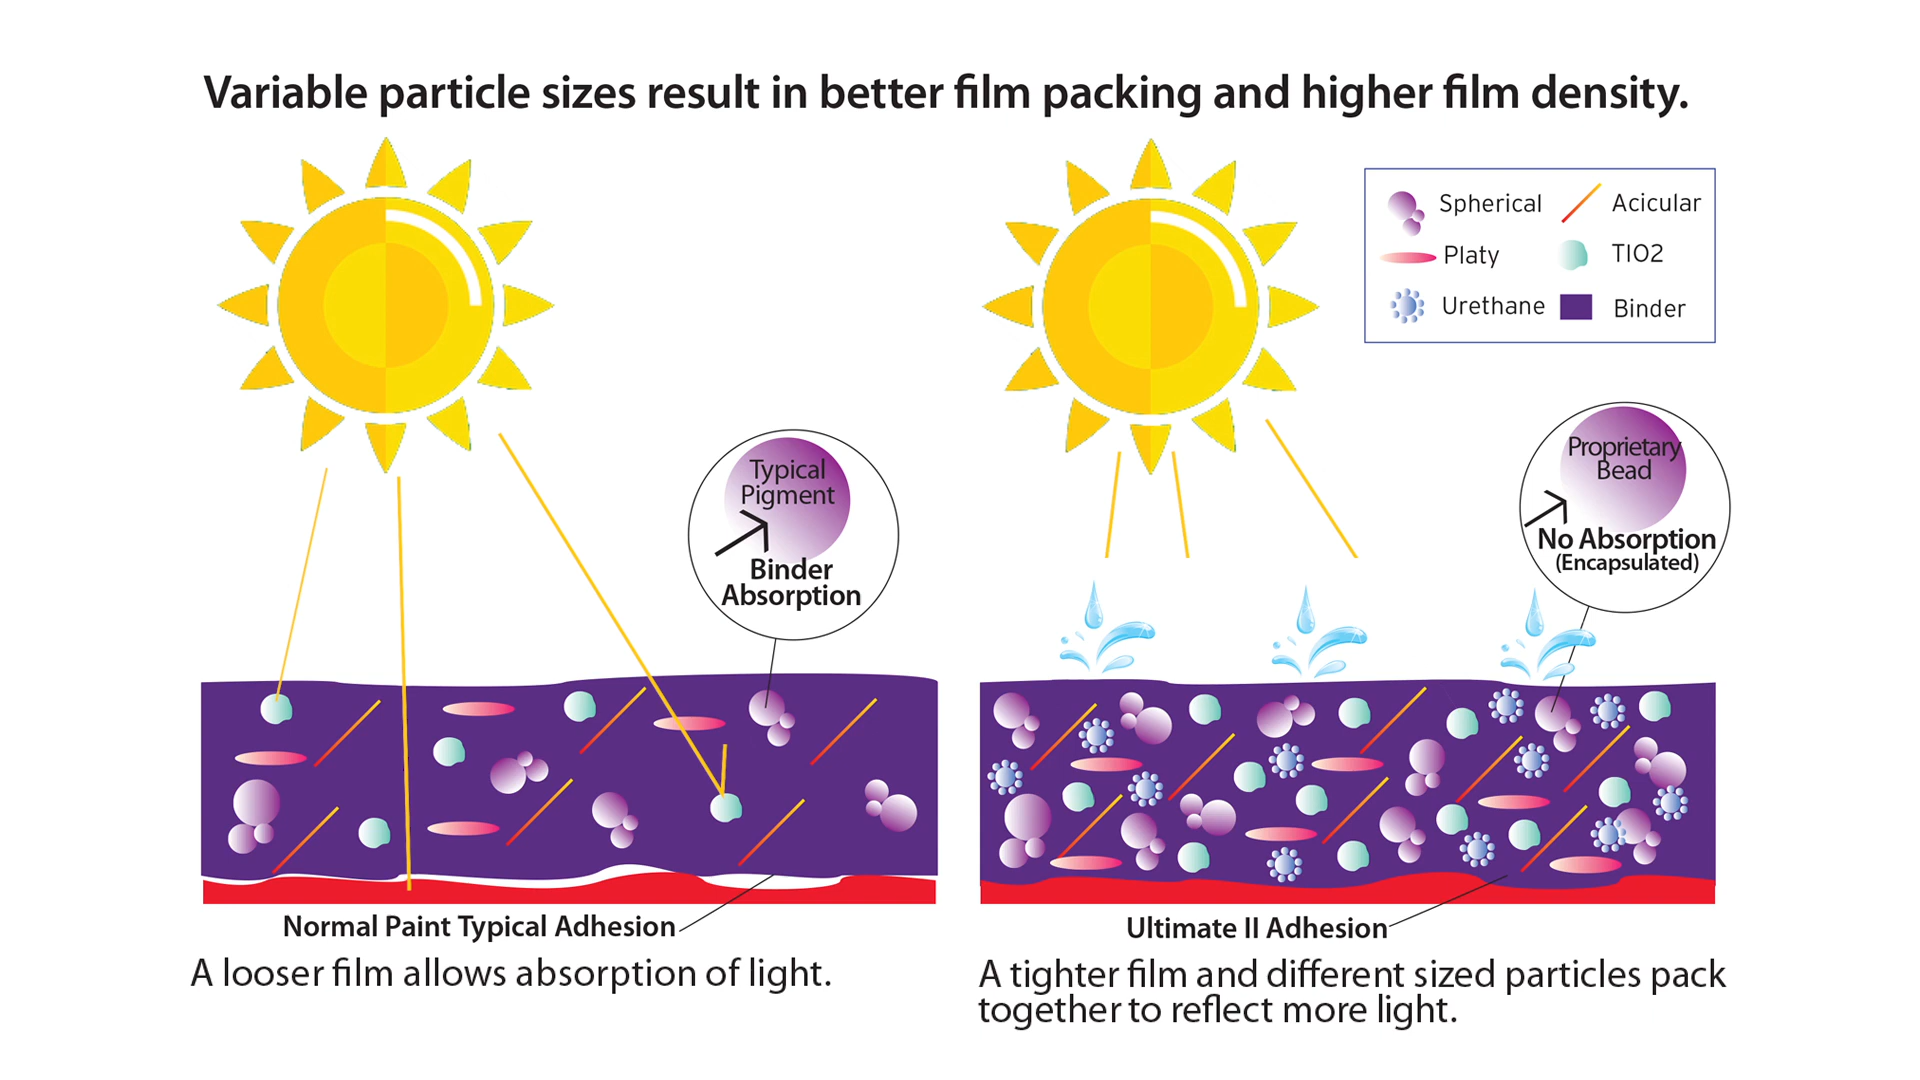 Variable particle sizes result in better film packing and higher film density.
Spherical
Acicular
Platy
TIO2
Urethane
Binder
Typical
Pigment
Binder
Absorption
Proprietary
Bead
No Absorption
(Encapsulated)
Normal Paint Typical Adhesion
A looser film allows absorption of light.
Ultimate II Adhesion
A tighter film and different sized particles pack
together to reflect more light.